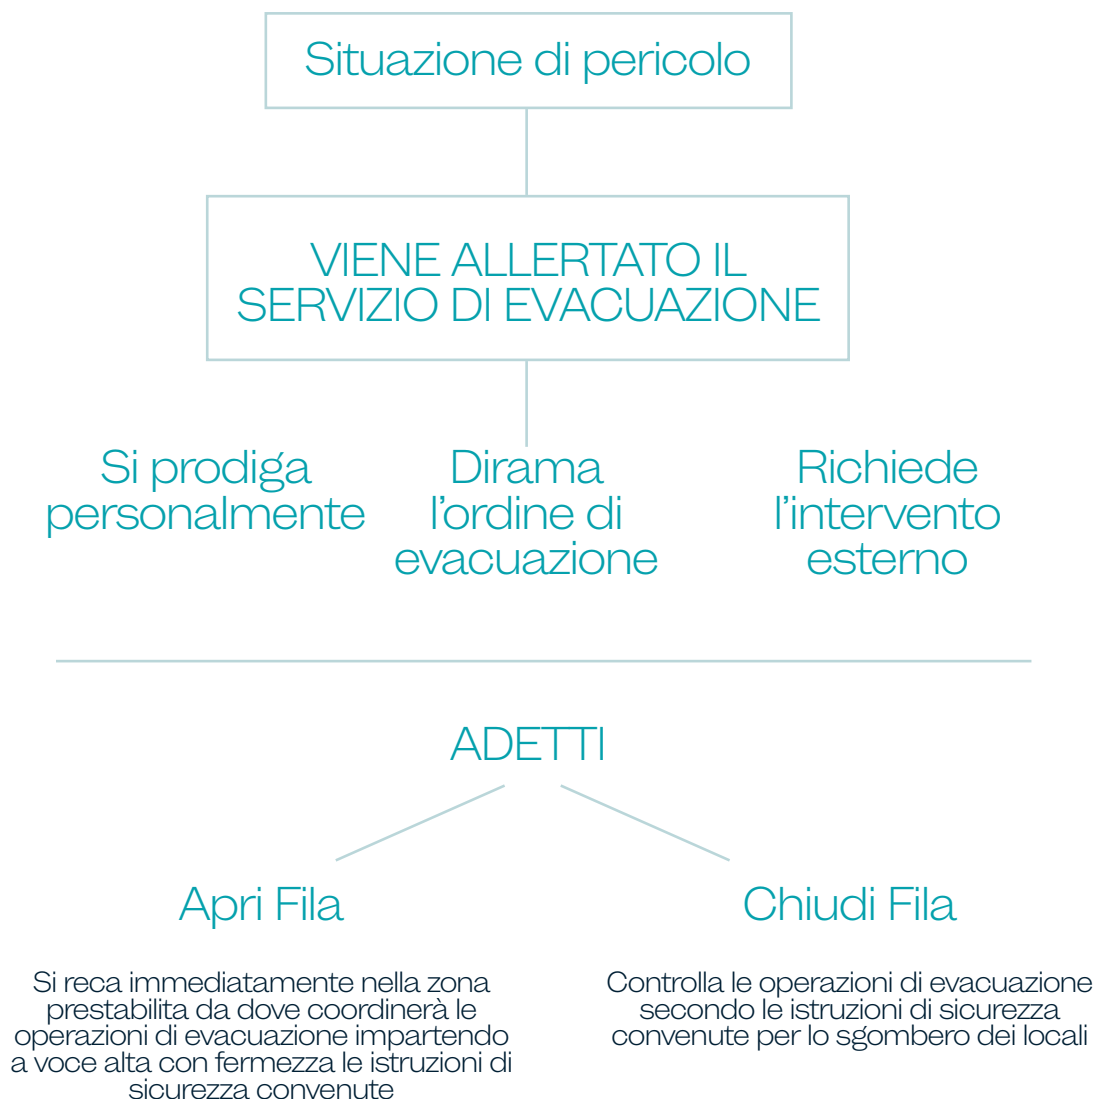 Situazione di pericolo
VIENE ALLERTATO IL
SERVIZIO DI EVACUAZIONE
Si prodiga
personalmente
Dirama
l'ordine di
evacuazione
Richiede
l'intervento
esterno
ADETTI
Apri Fila
Si reca immediatamente nella zona
prestabilita da dove coordinerà le
operazioni di evacuazione impartendo
a voce alta con fermezza le istruzioni di
sicurezza convenute
Chiudi Fila
Controlla le operazioni di evacuazione
secondo le istruzioni di sicurezza
convenute per lo sgombero dei locali